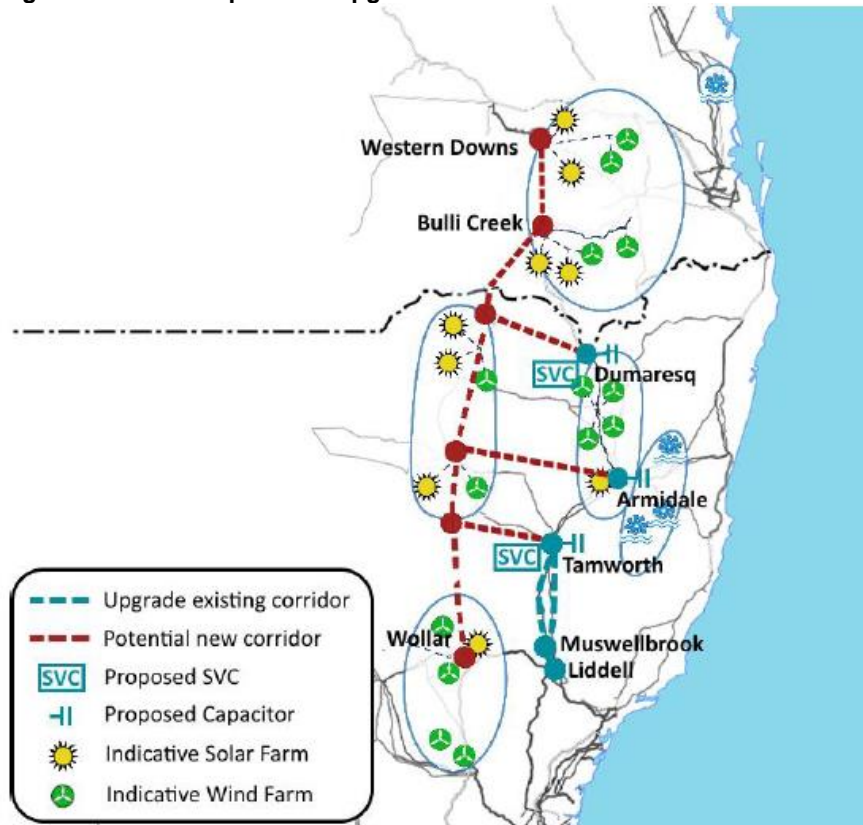 Western Downs
Bulli Creek
SVC
Dumaresq
Armidale
SVC
Tamworth
Wollar
Muswellbrook
Liddell
Upgrade existing corridor
Potential new corridor
SVC Proposed SVC
Proposed Capacitor
Indicative Solar Farm
Indicative Wind Farm